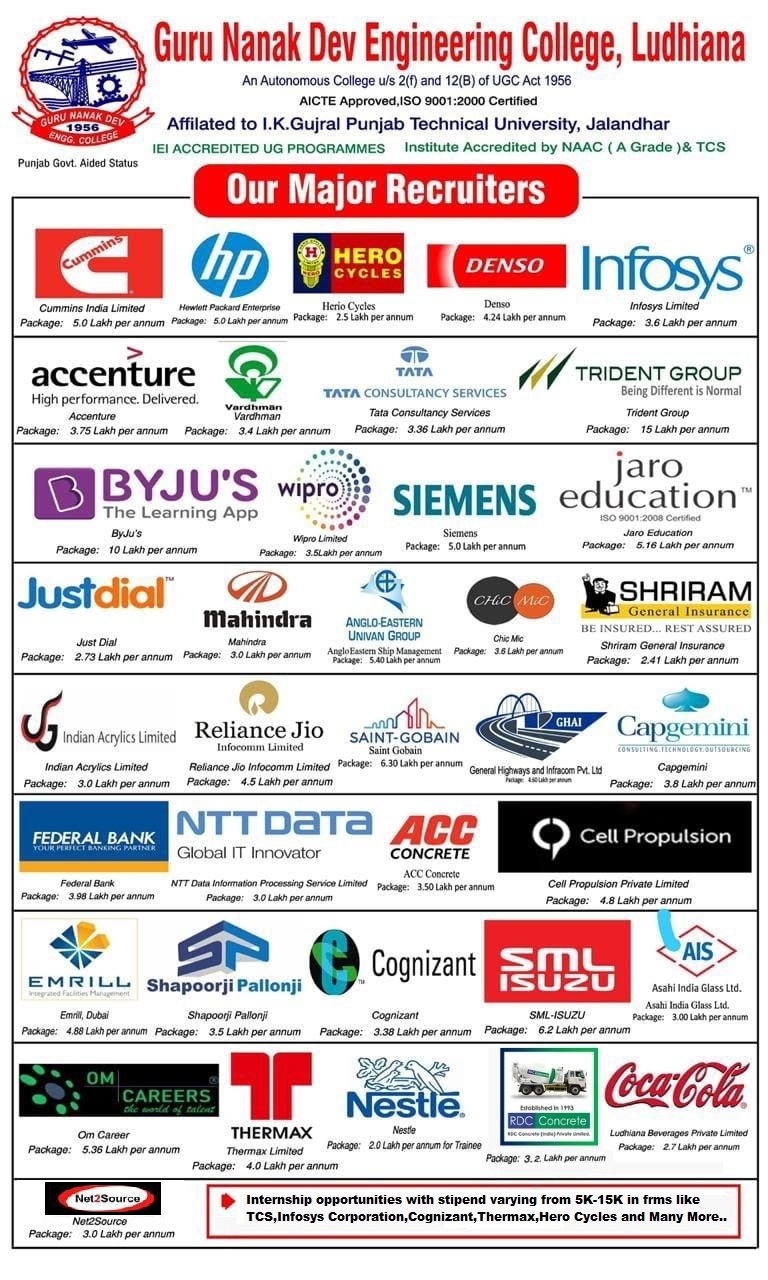 Guru Nanak Dev Engineering College, Ludhiana
An Autonomous College u/s 2(f) and 12(B) of UGC Act 1956
AICTE Approved,ISO 9001:2000 Certified
Affilated to I.K.Gujral Punjab Technical University, Jalandhar
IEI ACCREDITED UG PROGRAMMES Institute Accredited by NAAC ( A Grade )& TCS
GURU NANAK DEV
1956
ENGG. COLLEGE
Punjab Govt. Aided Status
Our Major Recruiters
Cummins
Cummins India Limited
Package: 5.0 Lakh per annum
hp
Hewlett Packard Enterprise
Package: 5.0 Lakh per annum
HERO
CYCLES
Herio Cycles
Package: 2.5 Lakh per annum
DENSO
Denso
Package: 4.24 Lakh per annum
Infosys®
Infosys Limited
Package: 3.6 Lakh per annum
accenture
High performance. Delivered.
Accenture
Package: 3.75 Lakh per annum
Vardhmān
Vardhman
Package: 3.4 Lakh per annum
TATA
TATA CONSULTANCY SERVICES
Tata Consultancy Services
Package: 3.36 Lakh per annum
TRIDENT GROUP
Being Different is Normal
Trident Group
Package: 15 Lakh per annum
B BYJU'S
The Learning App
ByJu's
Package: 10 Lakh per annum
wipro
Wipro Limited
Package: 3.5Lakh per annum
SIEMENS
Siemens
Package: 5.0 Lakh per annum
jaro
education™
ISO 9001:2008 Certified
Jaro Education
Package: 5.16 Lakh per annum
Justdial™
Just Dial
Package: 2.73 Lakh per annum
Mahindra
Mahindra
Package: 3.0 Lakh per annum
ANGLO-EASTERN
UNIVAN GROUP
AngloEastern Ship Management
Package: 5.40 Lakh per annum
CHiC MiC
Chic Mic
Package: 3.6 Lakh per annum
SHRIRAM
General Insurance
BE INSURED... REST ASSURED
Shriram General Insurance
Package: 2.41 Lakh per annum
Indian Acrylics Limited
Indian Acrylics Limited
Package: 3.0 Lakh per annum
Reliance Jio
Infocomm Limited
Reliance Jio Infocomm Limited
Package: 4.5 Lakh per annum
SAINT-GOBAIN
Saint Gobain
Package: 6.30 Lakh per annum
GHAI
General Highways and Infracom Pvt. Ltd
Package: 4.50 Lakh per annum
Capgemini
CONSULTING.TECHNOLOGY.OUTSOURCING
Capgemini
Package: 3.8 Lakh per annum
FEDERAL BANK
YOUR PERFECT BANKING PARTNER
Federal Bank
Package: 3.98 Lakh per annum
NTT DATA
Global IT Innovator
NTT Data Information Processing Service Limited
Package: 3.0 Lakh per annum
ACC
CONCRETE
ACC Concrete
Package: 3.50 Lakh per annum
Cell Propulsion
Cell Propulsion Private Limited
Package: 4.8 Lakh per annum
EMRILL
Integrated Facilities Management
Emrill, Dubai
Package: 4.88 Lakh per annum
SP
Shapoorji Pallonji
Shapoorji Pallonji
Package: 3.5 Lakh per annum
Cognizant
Cognizant
Package: 3.38 Lakh per annum
SML
ISUZU
SML-ISUZU
Package: 6.2 Lakh per annum
AIS
Asahi India Glass Ltd.
Asahi India Glass Ltd.
Package: 3.00 Lakh per annum
OM
CAREERS
the world of talent
Om Career
Package: 5.36 Lakh per annum
THERMAX
Thermax Limited
Package: 4.0 Lakh per annum
Nestlē®
Nestle
Package: 2.0 Lakh per annum for Trainee
Established in 1993
RDC Concrete
RDC Concrete (India) Private Limited.
Package: 3.2. Lakh per annum
Coca-Cola®
Ludhiana Beverages Private Limited
Package: 2.7 Lakh per annum
Net2Source
Net2Source
Package: 3.0 Lakh per annum
Internship opportunities with stipend varying from 5K-15K in frms like
TCS,Infosys Corporation,Cognizant,Thermax,Hero Cycles and Many More..